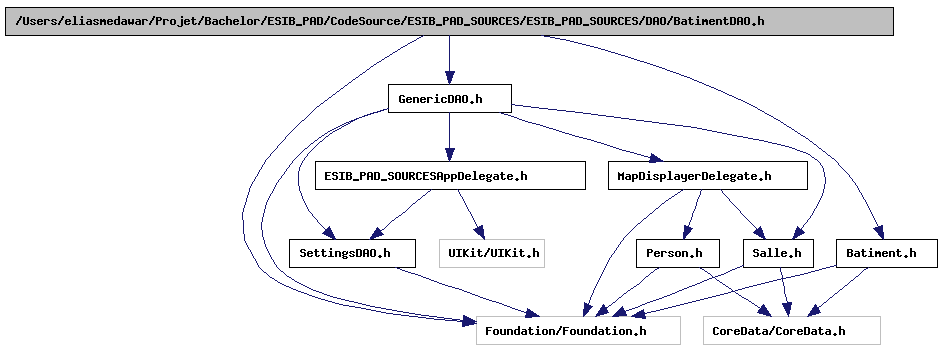 /Users/eliasmedawar/Projet/Bachelor/ESIB_PAD/CodeSource/ESIB_PAD_SOURCES/ESIB_PAD_SOURCES/DAO/BatimentDAO.h
GenericDAO.h
ESIB_PAD_SOURCESAppDelegate.h
MapDisplayerDelegate.h
SettingsDAO.h
UIKit/UIKit.h
Person.h
Salle.h
Batiment.h
Foundation/Foundation.h
CoreData/CoreData.h